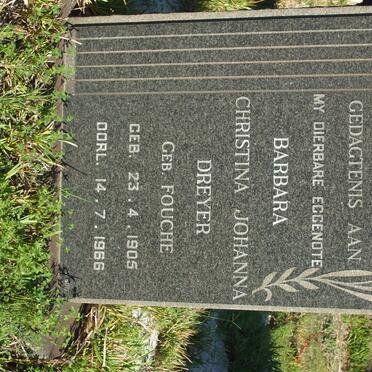 GEDAGTENIS AAN
MY DIERBARE EGGENOTE
BARBARA
CHRISTINA JOHANNA
DREYER
GEB. FOUCHE
GEB. 23.4.1905
OORL. 14.7.1966